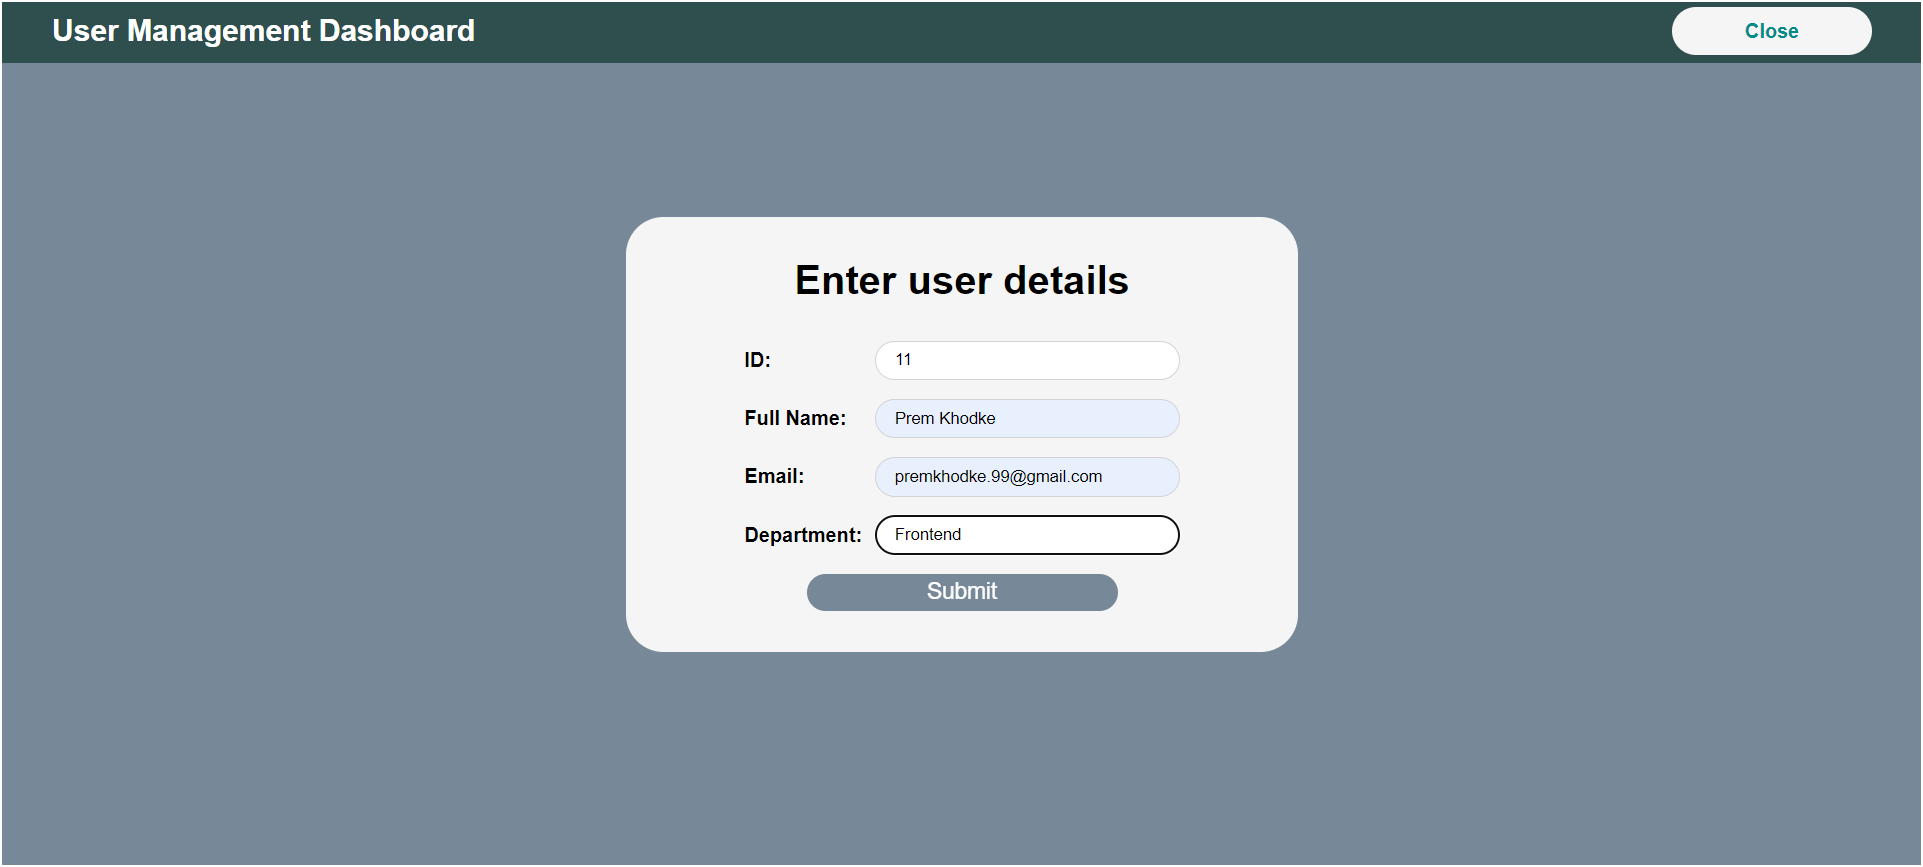 User Management Dashboard
Close
Enter user details
ID: 11
Full Name: Prem Khodke
Email: premkhodke.99@gmail.com
Department: Frontend
Submit